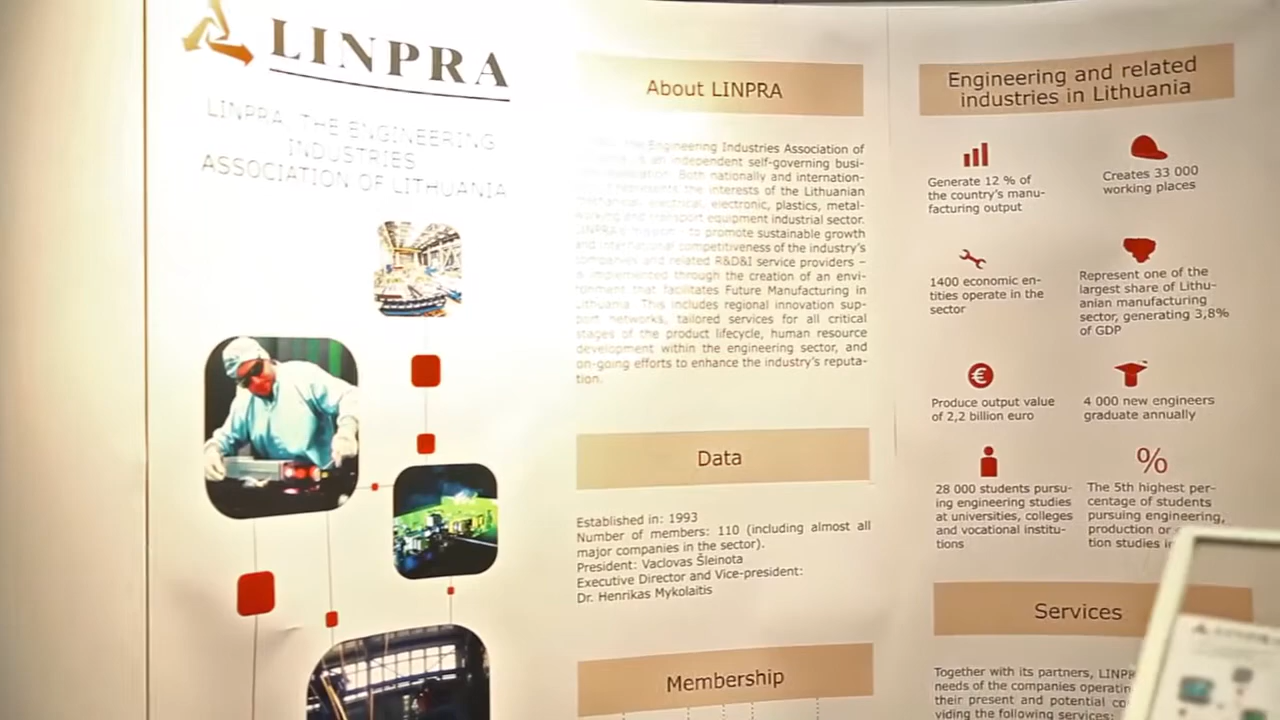 LINPRA
LINPRA, THE ENGINEERING
INDUSTRIES
ASSOCIATION OF LITHUANIA
About LINPRA
Engineering Industries Association of
is an independent self-governing busi-
Both nationally and internation-
represents the interests of the Lithuanian
mechanical, electrical, electronic, plastics, metal-
working and transport equipment industrial sector.
LINPRA's mission – to promote sustainable growth
and international competitiveness of the industry's
companies and related R&D&I service providers –
is implemented through the creation of an envi-
ronment that facilitates Future Manufacturing in
Lithuania. This includes regional innovation sup-
port networks, tailored services for all critical
stages of the product lifecycle, human resource
development within the engineering sector, and
on-going efforts to enhance the industry's reputa-
tion.
Data
Established in: 1993
Number of members: 110 (including almost all
major companies in the sector).
President: Vaclovas Šleinota
Executive Director and Vice-president:
Dr. Henrikas Mykolaitis
Membership
Engineering and related
industries in Lithuania
Generate 12 % of
the country's manu-
facturing output
Creates 33 000
working places
1400 economic en-
tities operate in the
sector
Represent one of the
largest share of Lithu-
anian manufacturing
sector, generating 3,8%
of GDP
€
Produce output value
of 2,2 billion euro
4 000 new engineers
graduate annually
28 000 students pursu-
ing engineering studies
at universities, colleges
and vocational institu-
tions
%
The 5th highest per-
centage of students
pursuing engineering,
production or
tion studies
Services
Together with its partners, LINPR
needs of the companies operatin
their present and potential co
viding the following services: